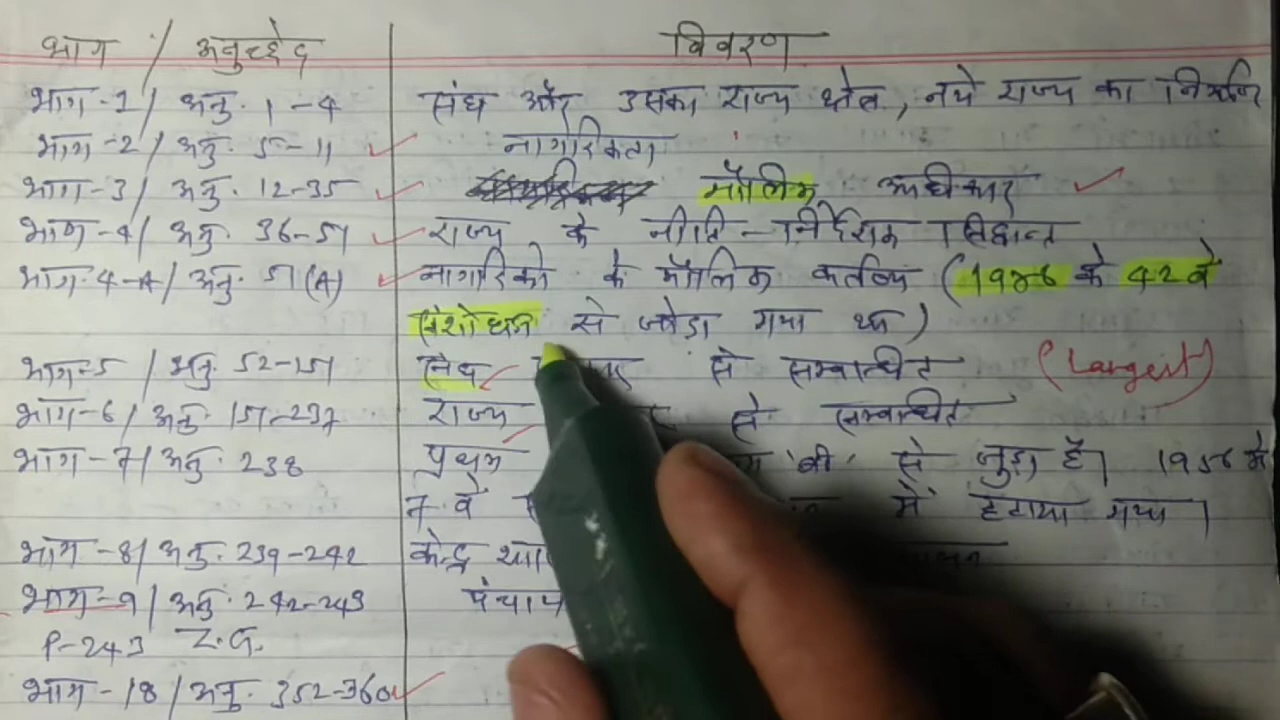 भाग / अनुच्छेद विवरण
भाग-1/ अनु. 1-4 संघ और उसका राज्य क्षेत्र, नये राज्य का निर्माण
भाग-2/ अनु. 5-11 नागरिकता
भाग-3/ अनु. 12-35 मौलिक अधिकार
भाग-4/ अनु. 36-51 राज्य के नीति-निर्देशक सिद्धान्त
भाग-4-A/ अनु. 51(A) नागरिको के मौलिक कर्तव्य ( के 42वे
संशोधन से जोड़ा गया था)
भाग-5/ अनु. 52-151 संघ से सम्बन्धित (Largest)
भाग-6/ अनु. 151-237 राज्य से सम्बन्धित
भाग-7/ अनु. 238 प्रथम 'बी' से जुड़ा है। 1956 मे
7 वे में हटाया गया।
भाग-8/ अनु. 239-242 केन्द्र
भाग-9/ अनु. 242-243
P-243 Z.G.
भाग-18/ अनु. 352-360